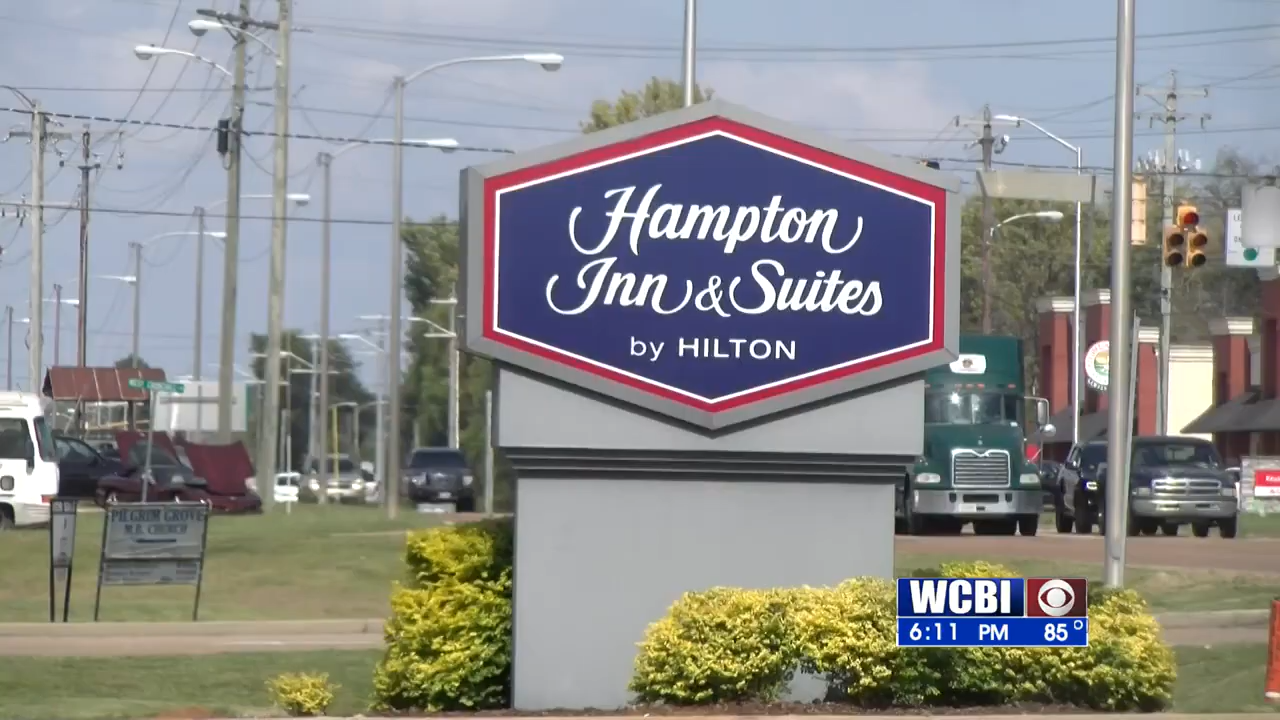 Hampton
Inn & Suites
by HILTON
PILGRIM GROVE
M.B. CHURCH
WCBI
6:11 PM 85°